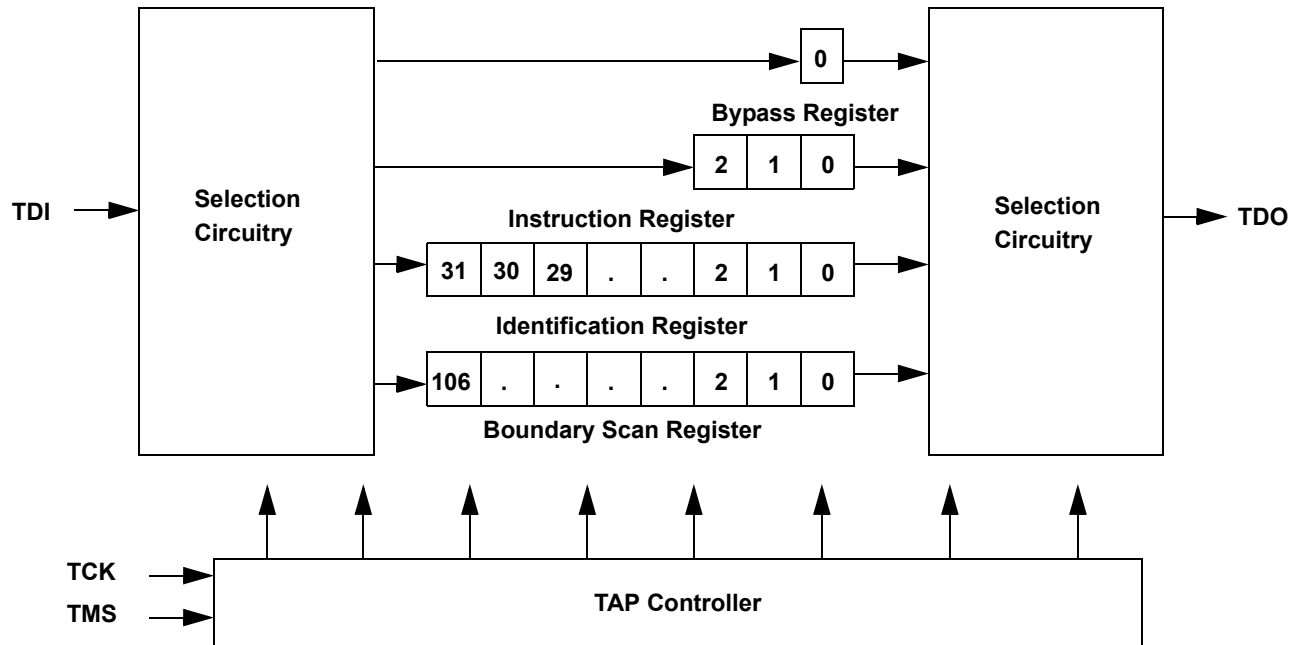 0
Bypass Register
2 1 0
Selection
Circuitry
Selection
Circuitry
TDI
TDO
Instruction Register
31 30 29 . . 2 1 0
Identification Register
106 . . . . 2 1 0
Boundary Scan Register
TCK
TMS
TAP Controller